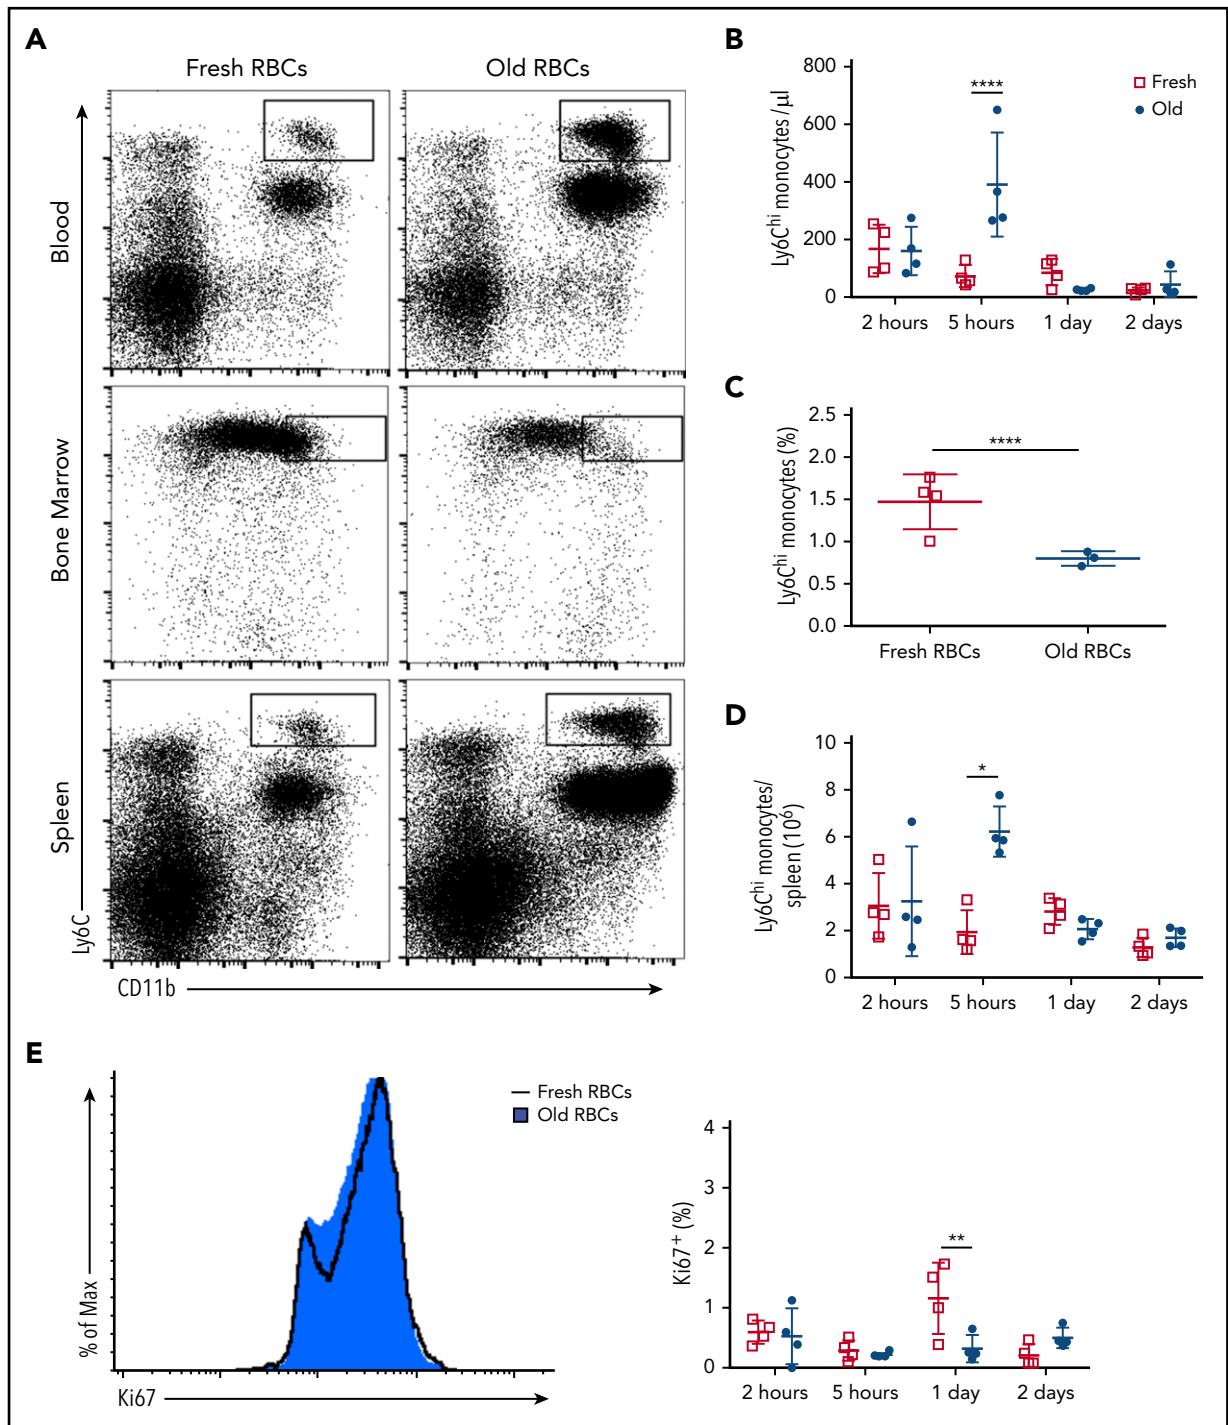 A
Fresh RBCs
Old RBCs
Blood
Bone Marrow
Spleen
Ly6C
CD11b
B
Ly6Chi monocytes/µl
800
600
400
200
0
****
Fresh
Old
2 hours
5 hours
1 day
2 days
C
Ly6Chi monocytes (%)
2.5
2.0
1.5
1.0
0.5
0.0
****
Fresh RBCs
Old RBCs
D
Ly6Chi monocytes/
spleen (106)
10
8
6
4
2
0
*
2 hours
5 hours
1 day
2 days
E
% of Max
Ki67
Fresh RBCs
Old RBCs
Ki67+ (%)
4
3
2
1
0
**
2 hours
5 hours
1 day
2 days